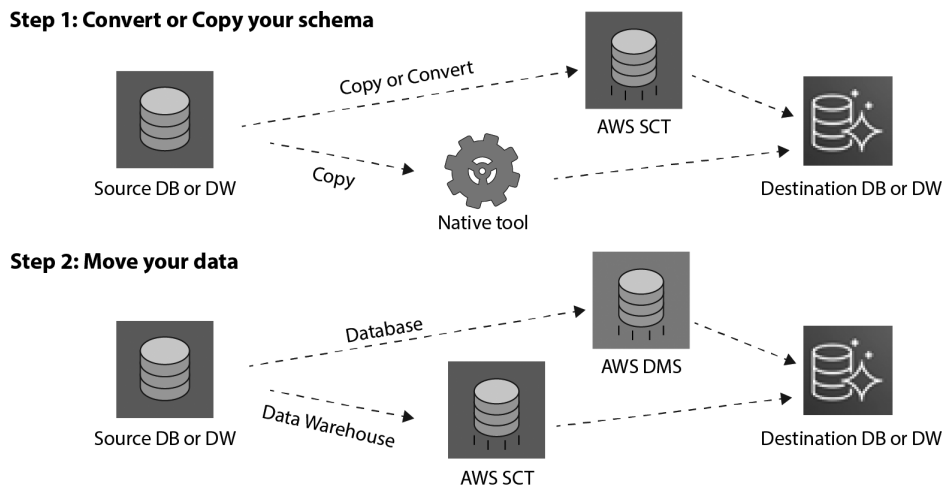 Step 1: Convert or Copy your schema
Copy or Convert
AWS SCT
Source DB or DW
Copy
Native tool
Destination DB or DW
Step 2: Move your data
Database
AWS DMS
Source DB or DW
Data Warehouse
AWS SCT
Destination DB or DW